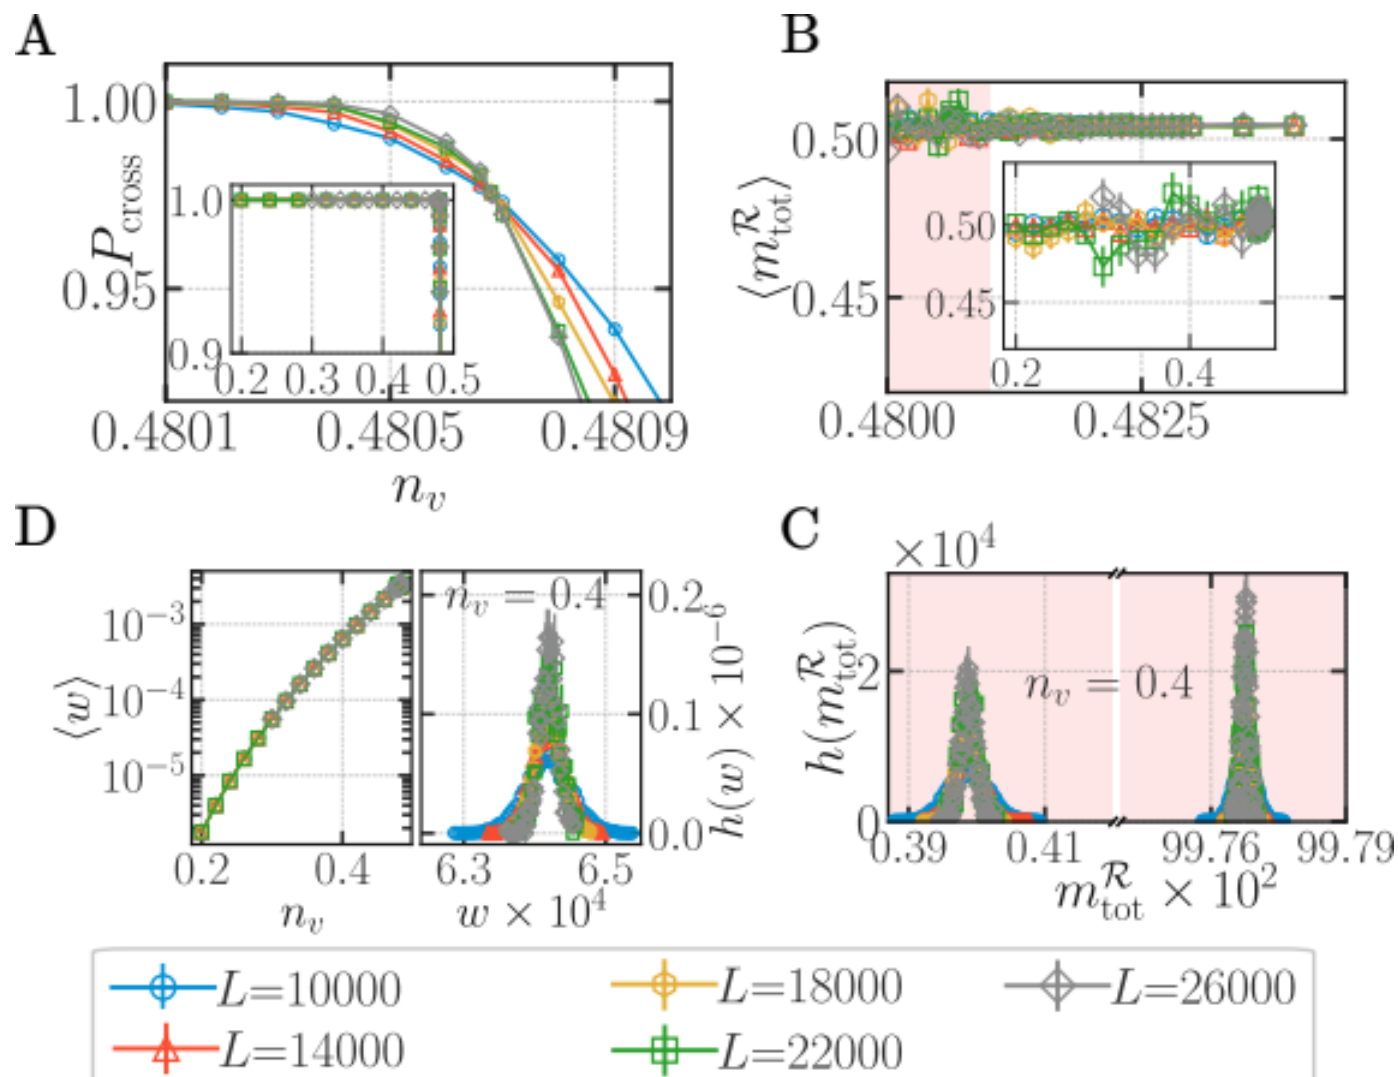 A
1.00
0.95
P_cross
1.0
0.9
0.2 0.3 0.4 0.5
0.4801 0.4805 0.4809
n_v
B
0.50
0.45
⟨m_tot^ℛ⟩
0.50
0.45
0.2 0.4
0.4800 0.4825
D
⟨w⟩
10^−3
10^−4
10^−5
0.2 0.4
n_v
n_v = 0.4
0.2
0.1
0.0
h(w) × 10^−6
6.3 6.5
w × 10^4
C
×10^4
h(m_tot^ℛ)
2
0
n_v = 0.4
0.39 0.41 99.76 99.79
m_tot^ℛ × 10^2
L=10000 L=18000 L=26000
L=14000 L=22000